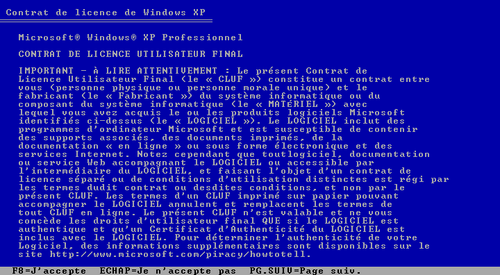 Contrat de licence de Windows XP
Microsoft® Windows® XP Professionnel
CONTRAT DE LICENCE UTILISATEUR FINAL
IMPORTANT - à LIRE ATTENTIVEMENT : Le présent Contrat de
Licence Utilisateur Final (le « CLUF ») constitue un contrat entre
vous (personne physique ou personne morale unique) et le
fabricant (le « Fabricant ») du système informatique ou du
composant du système informatique (le « MATÉRIEL ») avec
lequel vous avez acquis le ou les produits logiciels Microsoft
identifiés ci-dessus (le « LOGICIEL »). Le LOGICIEL inclut des
programmes d'ordinateur Microsoft et est susceptible de contenir
des supports associés, des documents imprimés, de la
documentation « en ligne » ou sous forme électronique et des
services Internet. Notez cependant que toutlogiciel, documentation
ou service Web accompagnant le LOGICIEL ou accessible par
l'intermédiaire du LOGICIEL, et faisant l'objet d'un contrat de
licence séparé ou de conditions d'utilisation distinctes est régi par
les termes dudit contrat ou desdites conditions, et non par le
présent CLUF. Les termes d'un CLUF imprimé sur papier pouvant
accompagner le LOGICIEL annulent et remplacent les termes de
tout CLUF en ligne. Le présent CLUF n'est valable et ne vous
concède les droits d'utilisateur final QUE si le LOGICIEL est
authentique et qu'un Certificat d'Authenticité du LOGICIEL est
inclus avec le LOGICIEL. Pour déterminer l'authenticité de votre
Logiciel, des informations supplémentaires sont disponibles sur le
site http://www.microsoft.com/piracy/howtotell.
F8=J'accepte ECHAP=Je n'accepte pas PG.SUIV=Page suiv.